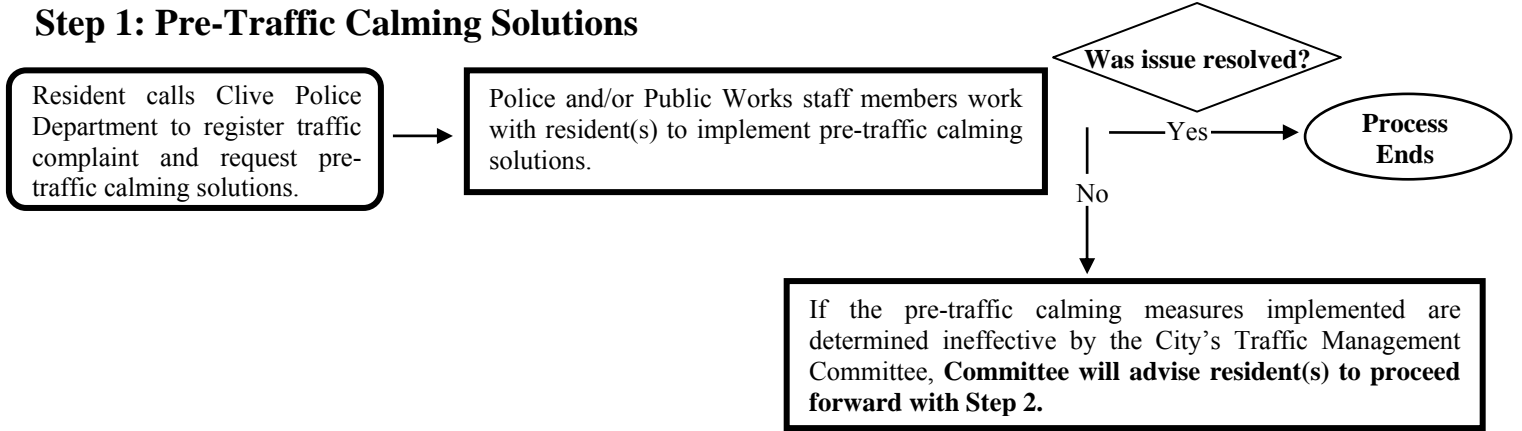 Step 1: Pre-Traffic Calming Solutions
Resident calls Clive Police
Department to register traffic
complaint and request pre-
traffic calming solutions.
Police and/or Public Works staff members work
with resident(s) to implement pre-traffic calming
solutions.
Was issue resolved?
Yes
Process
Ends
No
If the pre-traffic calming measures implemented are
determined ineffective by the City’s Traffic Management
Committee, Committee will advise resident(s) to proceed
forward with Step 2.